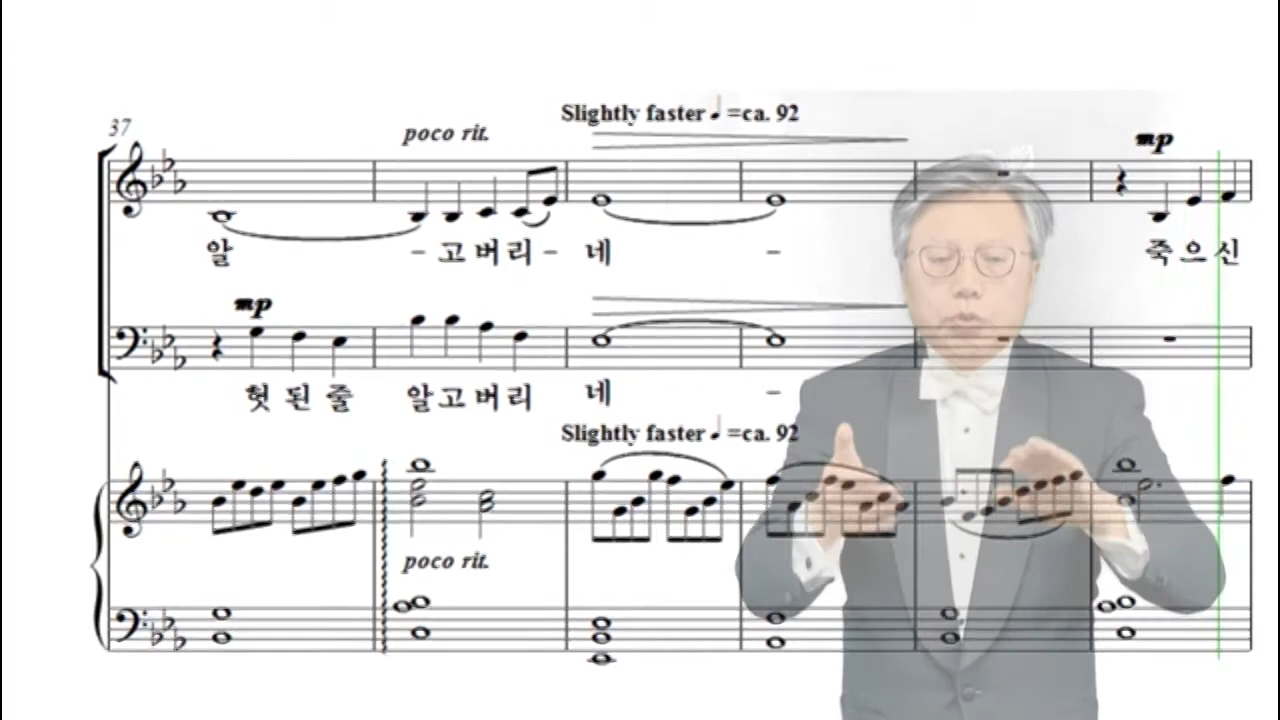 Slightly faster ♩ =ca. 92
37
poco rit.
mp
알 - 고 버 리 - 네 - 죽 으 신
mp
헛 된 줄 알 고 버 리 네 -
Slightly faster ♩ =ca. 92
poco rit.